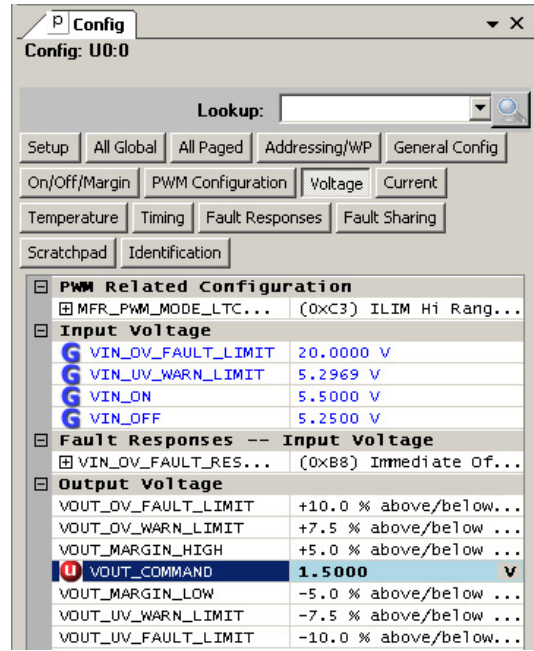 P Config
Config: U0:0
Lookup:
Setup All Global All Paged Addressing/WP General Config
On/Off/Margin PWM Configuration Voltage Current
Temperature Timing Fault Responses Fault Sharing
Scratchpad Identification
PWM Related Configuration
MFR_PWM_MODE_LTC... (0xC3) ILIM Hi Rang...
Input Voltage
G VIN_OV_FAULT_LIMIT 20.0000 V
G VIN_UV_WARN_LIMIT 5.2969 V
G VIN_ON 5.5000 V
G VIN_OFF 5.2500 V
Fault Responses -- Input Voltage
VIN_OV_FAULT_RES... (0xB8) Immediate Of...
Output Voltage
VOUT_OV_FAULT_LIMIT +10.0 % above/below...
VOUT_OV_WARN_LIMIT +7.5 % above/below ...
VOUT_MARGIN_HIGH +5.0 % above/below ...
U VOUT_COMMAND 1.5000 V
VOUT_MARGIN_LOW -5.0 % above/below ...
VOUT_UV_WARN_LIMIT -7.5 % above/below ...
VOUT_UV_FAULT_LIMIT -10.0 % above/below...